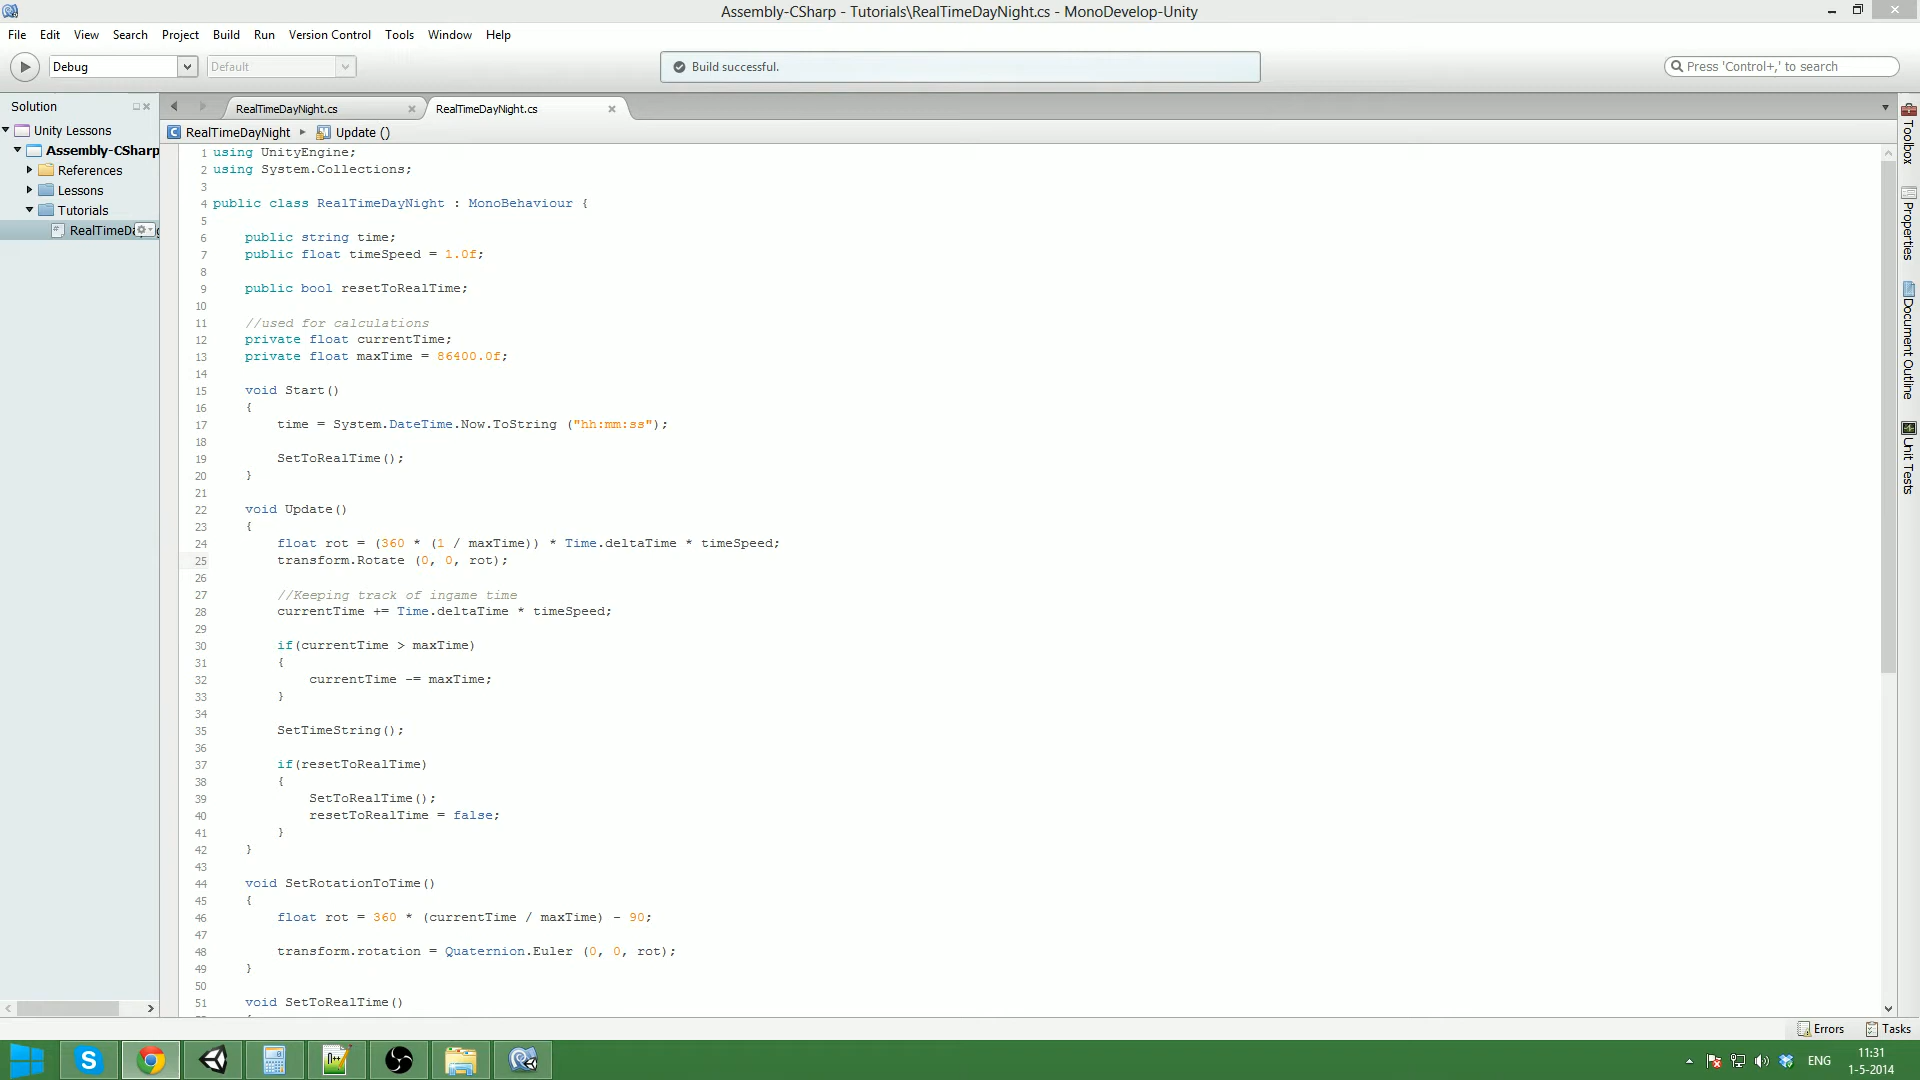 Assembly-CSharp - Tutorials\RealTimeDayNight.cs - MonoDevelop-Unity
File Edit View Search Project Build Run Version Control Tools Window Help
Debug Default Build successful. Press 'Control+,' to search
Solution
Unity Lessons
Assembly-CSharp
References
Lessons
Tutorials
RealTimeDa
RealTimeDayNight.cs RealTimeDayNight.cs
RealTimeDayNight Update ()
1 using UnityEngine;
2 using System.Collections;
3
4 public class RealTimeDayNight : MonoBehaviour {
5
6 public string time;
7 public float timeSpeed = 1.0f;
8
9 public bool resetToRealTime;
10
11 //used for calculations
12 private float currentTime;
13 private float maxTime = 86400.0f;
14
15 void Start()
16 {
17 time = System.DateTime.Now.ToString ("hh:mm:ss");
18
19 SetToRealTime();
20 }
21
22 void Update()
23 {
24 float rot = (360 * (1 / maxTime)) * Time.deltaTime * timeSpeed;
25 transform.Rotate (0, 0, rot);
26
27 //Keeping track of ingame time
28 currentTime += Time.deltaTime * timeSpeed;
29
30 if(currentTime > maxTime)
31 {
32 currentTime -= maxTime;
33 }
34
35 SetTimeString();
36
37 if(resetToRealTime)
38 {
39 SetToRealTime();
40 resetToRealTime = false;
41 }
42 }
43
44 void SetRotationToTime()
45 {
46 float rot = 360 * (currentTime / maxTime) - 90;
47
48 transform.rotation = Quaternion.Euler (0, 0, rot);
49 }
50
51 void SetToRealTime()
Toolbox
Properties
Document Outline
Unit Tests
Errors Tasks
ENG
11:31
1-5-2014